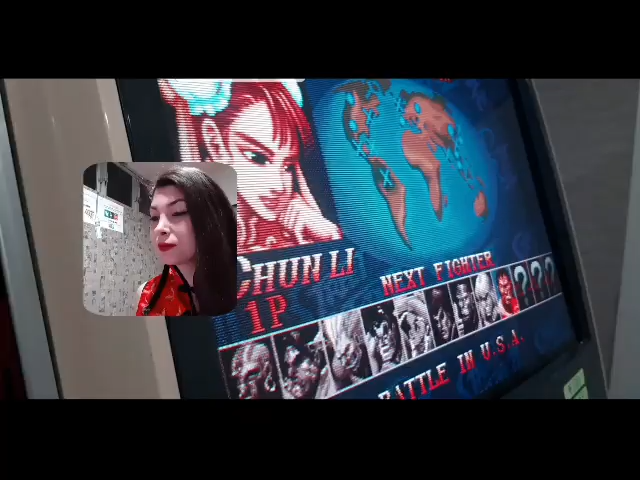 CHUN LI
1P
NEXT FIGHTER
? ? ?
BATTLE IN U.S.A.